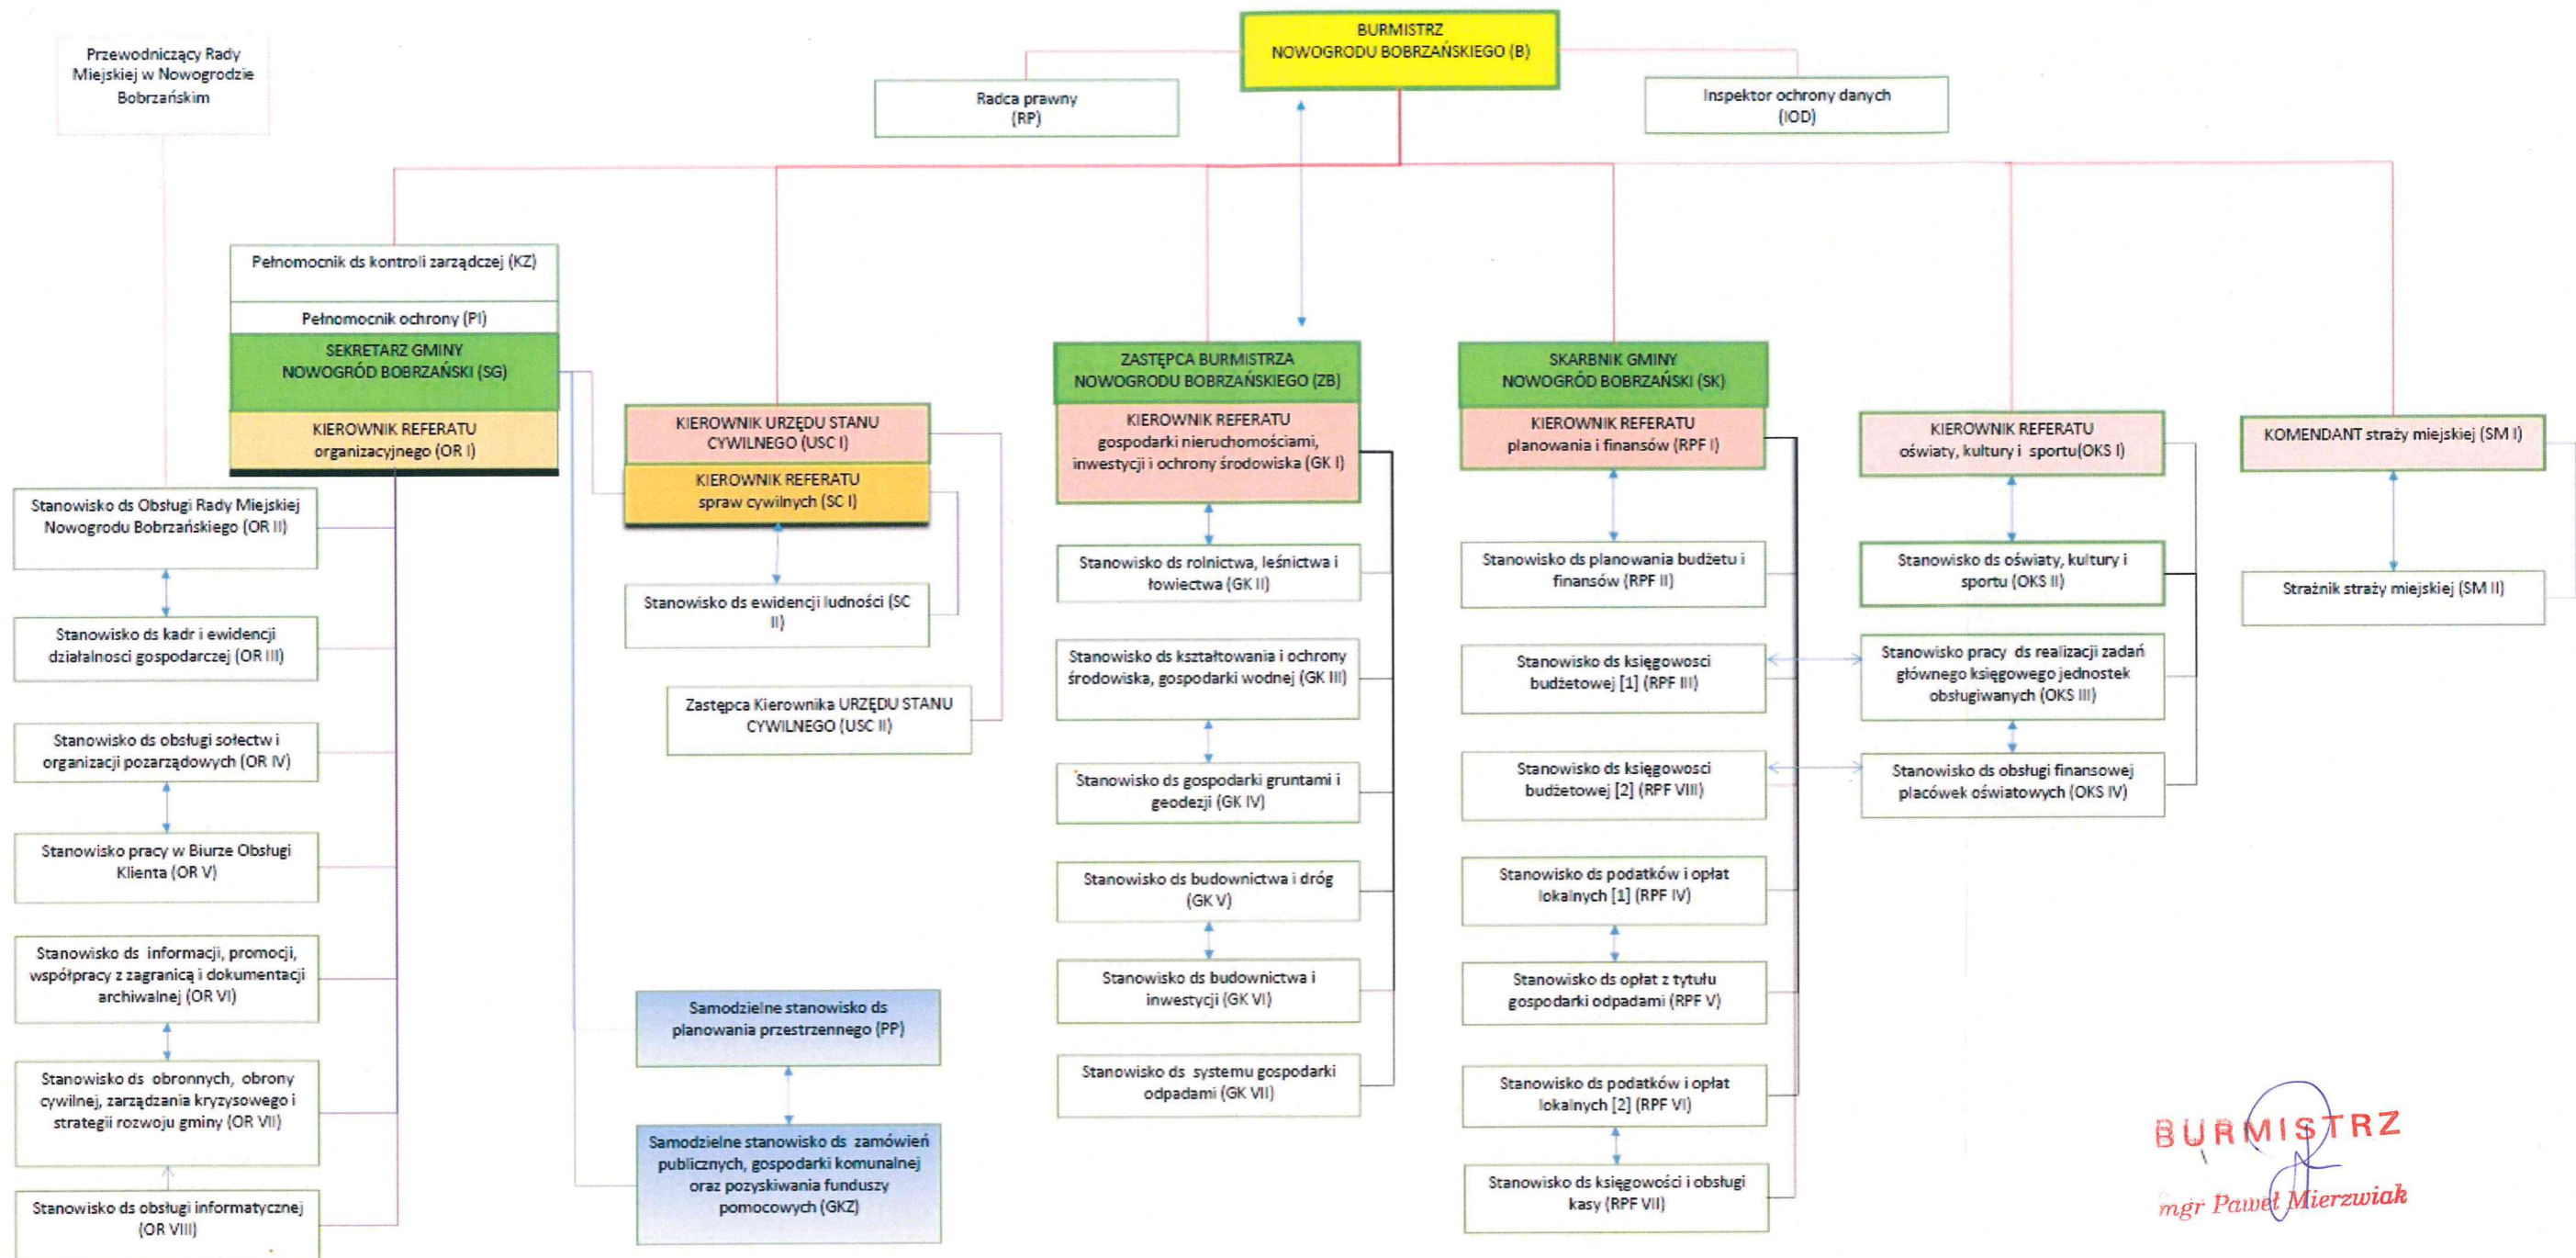 BURMISTRZ
NOWOGRODU BOBRZAŃSKIEGO (B)
Przewodniczący Rady
Miejskiej w Nowogrodzie
Bobrzańskim
Radca prawny
(RP)
Inspektor ochrony danych
(IOD)
Pełnomocnik ds kontroli zarządczej (KZ)
Pełnomocnik ochrony (PI)
SEKRETARZ GMINY
NOWOGRÓD BOBRZAŃSKI (SG)
KIEROWNIK REFERATU
organizacyjnego (OR I)
Stanowisko ds Obsługi Rady Miejskiej
Nowogrodu Bobrzańskiego (OR II)
Stanowisko ds kadr i ewidencji
działalnosci gospodarczej (OR III)
Stanowisko ds obsługi sołectw i
organizacji pozarządowych (OR IV)
Stanowisko pracy w Biurze Obsługi
Klienta (OR V)
Stanowisko ds  informacji, promocji,
współpracy z zagranicą i dokumentacji
archiwalnej (OR VI)
Stanowisko ds  obronnych, obrony
cywilnej, zarządzania kryzysowego i
strategii rozwoju gminy (OR VII)
Stanowisko ds obsługi informatycznej
(OR VIII)
KIEROWNIK URZĘDU STANU
CYWILNEGO (USC I)
KIEROWNIK REFERATU
spraw cywilnych (SC I)
Stanowisko ds ewidencji ludności (SC
II)
Zastępca Kierownika URZĘDU STANU
CYWILNEGO (USC II)
Samodzielne stanowisko ds
planowania przestrzennego (PP)
Samodzielne stanowisko ds  zamówień
publicznych, gospodarki komunalnej
oraz pozyskiwania funduszy
pomocowych (GKZ)
ZASTĘPCA BURMISTRZA
NOWOGRODU BOBRZAŃSKIEGO (ZB)
KIEROWNIK REFERATU
gospodarki nieruchomościami,
inwestycji i ochrony środowiska (GK I)
Stanowisko ds rolnictwa, leśnictwa i
łowiectwa (GK II)
Stanowisko ds kształtowania i ochrony
środowiska, gospodarki wodnej (GK III)
Stanowisko ds gospodarki gruntami i
geodezji (GK IV)
Stanowisko ds budownictwa i dróg
(GK V)
Stanowisko ds budownictwa i
inwestycji (GK VI)
Stanowisko ds  systemu gospodarki
odpadami (GK VII)
SKARBNIK GMINY
NOWOGRÓD BOBRZAŃSKI (SK)
KIEROWNIK REFERATU
planowania i finansów (RPF I)
Stanowisko ds planowania budżetu i
finansów (RPF II)
Stanowisko ds księgowosci
budżetowej [1] (RPF III)
Stanowisko ds księgowosci
budżetowej [2] (RPF VIII)
Stanowisko ds podatków i opłat
lokalnych [1] (RPF IV)
Stanowisko ds opłat z tytułu
gospodarki odpadami (RPF V)
Stanowisko ds podatków i opłat
lokalnych [2] (RPF VI)
Stanowisko ds księgowości i obsługi
kasy (RPF VII)
KIEROWNIK REFERATU
oświaty, kultury i  sportu(OKS I)
Stanowisko ds oświaty, kultury i
sportu (OKS II)
Stanowisko pracy  ds realizacji zadań
głównego księgowego jednostek
obsługiwanych (OKS III)
Stanowisko ds obsługi finansowej
placówek oświatowych (OKS IV)
KOMENDANT straży miejskiej (SM I)
Strażnik straży miejskiej (SM II)
BURMISTRZ
mgr Paweł Mierzwiak